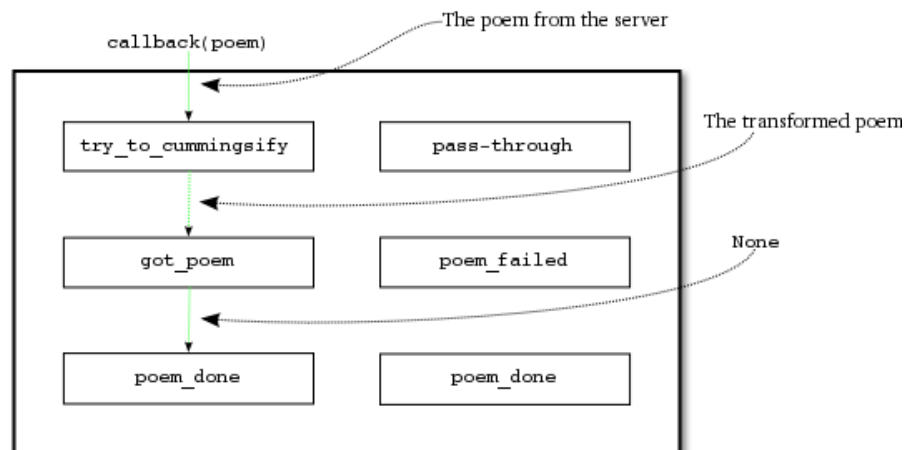 The poem from the server
callback(poem)
try_to_cummingsify
pass-through
The transformed poem
None
got_poem
poem_failed
poem_done
poem_done